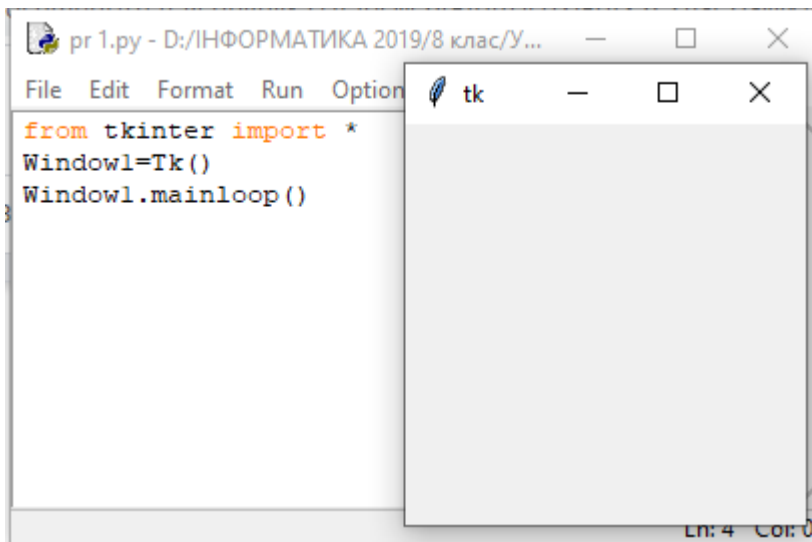 pr 1.py - D:/ІНФОРМАТИКА 2019/8 клас/У...
File Edit Format Run Option
tk
from tkinter import *
Window1=Tk()
Window1.mainloop()
Ln: 4 Col: 0